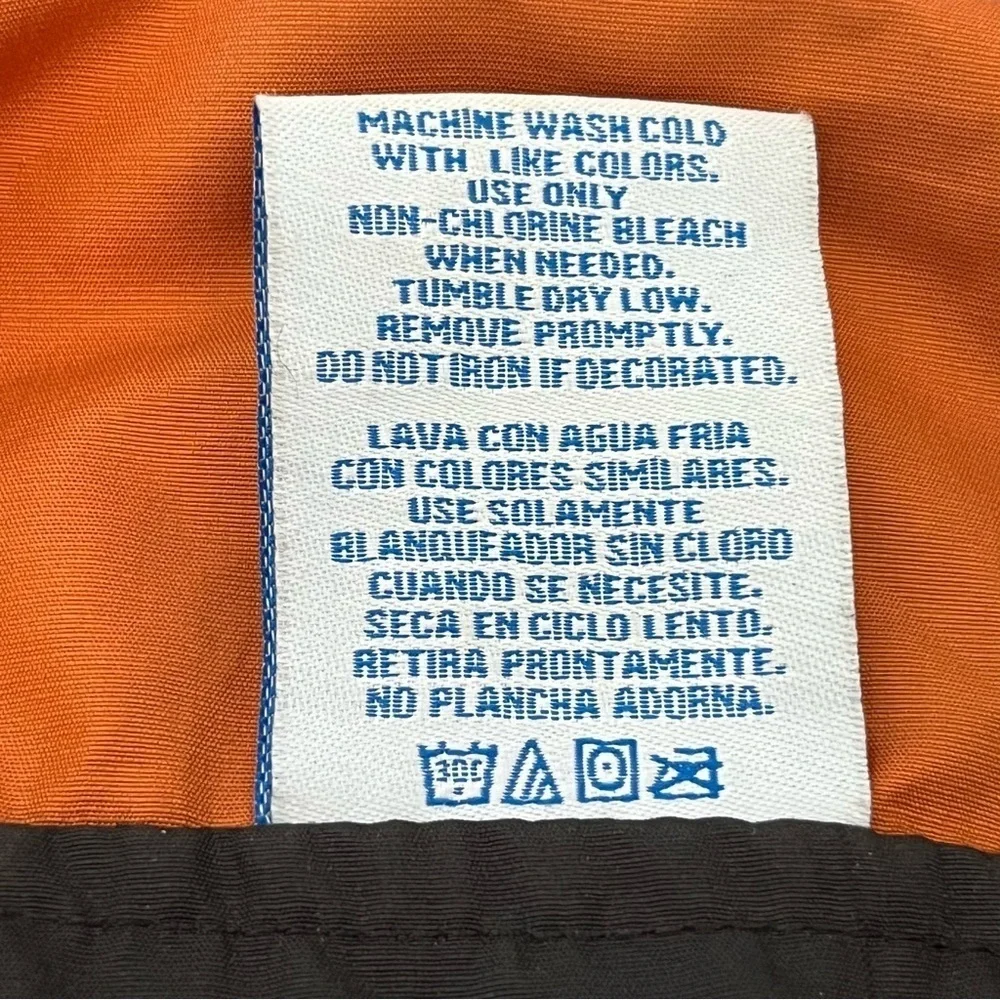 MACHINE WASH COLD
WITH LIKE COLORS.
USE ONLY
NON-CHLORINE BLEACH
WHEN NEEDED.
TUMBLE DRY LOW.
REMOVE PROMPTLY.
DO NOT IRON IF DECORATED.
LAVA CON AGUA FRIA
CON COLORES SIMILARES.
USE SOLAMENTE
BLANQUEADOR SIN CLORO
CUANDO SE NECESITE.
SECA EN CICLO LENTO.
RETIRA PRONTAMENTE.
NO PLANCHA ADORNA.
30C